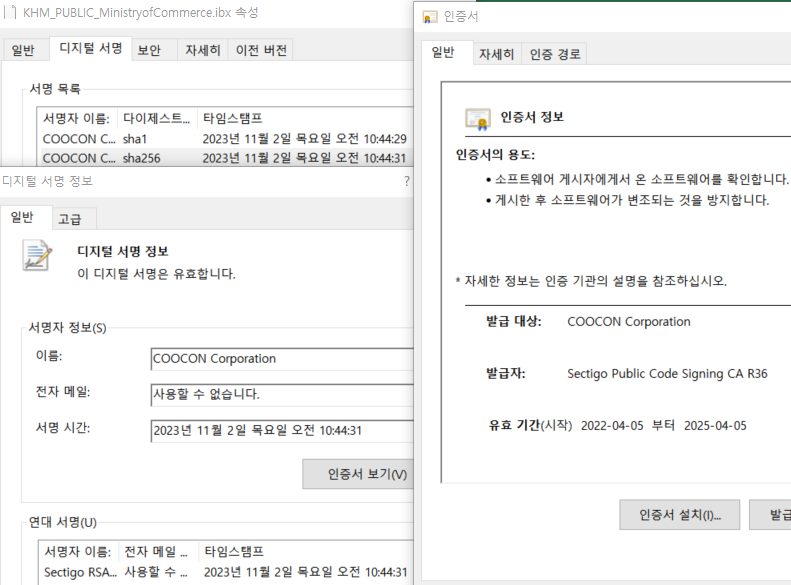 KHM_PUBLIC_MinistryofCommerce.ibx 속성
일반 디지털 서명 보안 자세히 이전 버전
서명 목록
서명자 이름: 다이제스트... 타임스탬프
COOCON C... sha1 2023년 11월 2일 목요일 오전 10:44:29
COOCON C... sha256 2023년 11월 2일 목요일 오전 10:44:31
디지털 서명 정보 ?
일반 고급
디지털 서명 정보
이 디지털 서명은 유효합니다.
서명자 정보(S)
이름: COOCON Corporation
전자 메일: 사용할 수 없습니다.
서명 시간: 2023년 11월 2일 목요일 오전 10:44:31
인증서 보기(V)
연대 서명(U)
서명자 이름: 전자 메일 ... 타임스탬프
Sectigo RSA... 사용할 수 ... 2023년 11월 2일 목요일 오전 10:44:31
인증서
일반 자세히 인증 경로
인증서 정보
인증서의 용도:
• 소프트웨어 게시자에게서 온 소프트웨어를 확인합니다.
• 게시한 후 소프트웨어가 변조되는 것을 방지합니다.
* 자세한 정보는 인증 기관의 설명을 참조하십시오.
발급 대상: COOCON Corporation
발급자: Sectigo Public Code Signing CA R36
유효 기간(시작) 2022-04-05 부터 2025-04-05
인증서 설치(I)... 발급